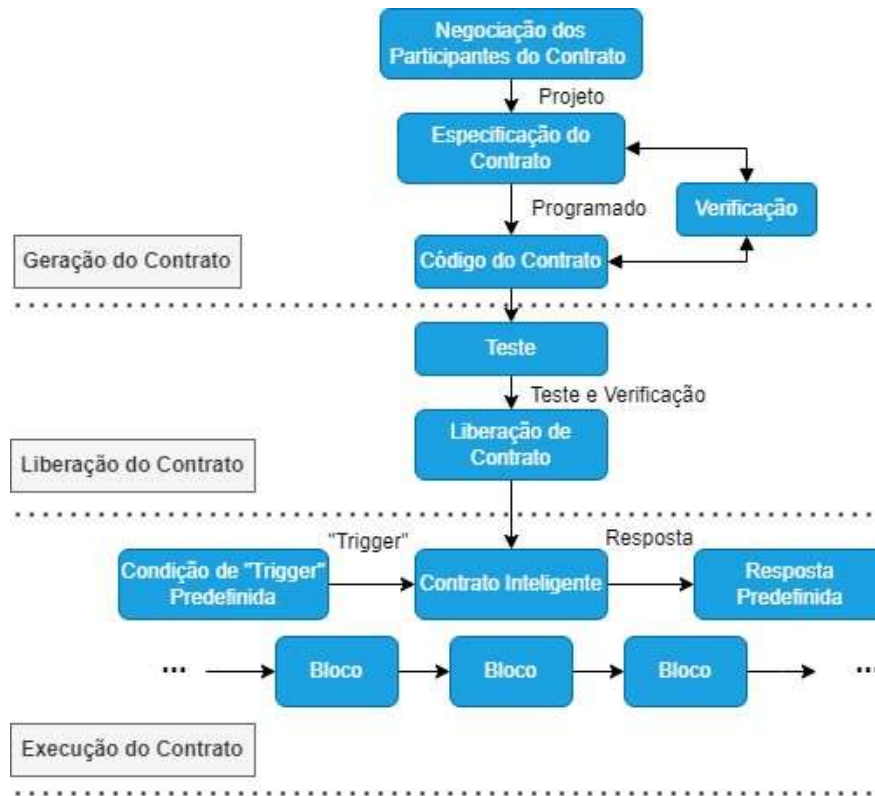 Negociação dos
Participantes do Contrato
Projeto
Especificação do
Contrato
Programado
Verificação
Geração do Contrato
Código do Contrato
Teste
Teste e Verificação
Liberação de
Contrato
Liberação do Contrato
"Trigger"
Resposta
Condição de "Trigger"
Predefinida
Contrato Inteligente
Resposta
Predefinida
...
Bloco
Bloco
Bloco
...
Execução do Contrato